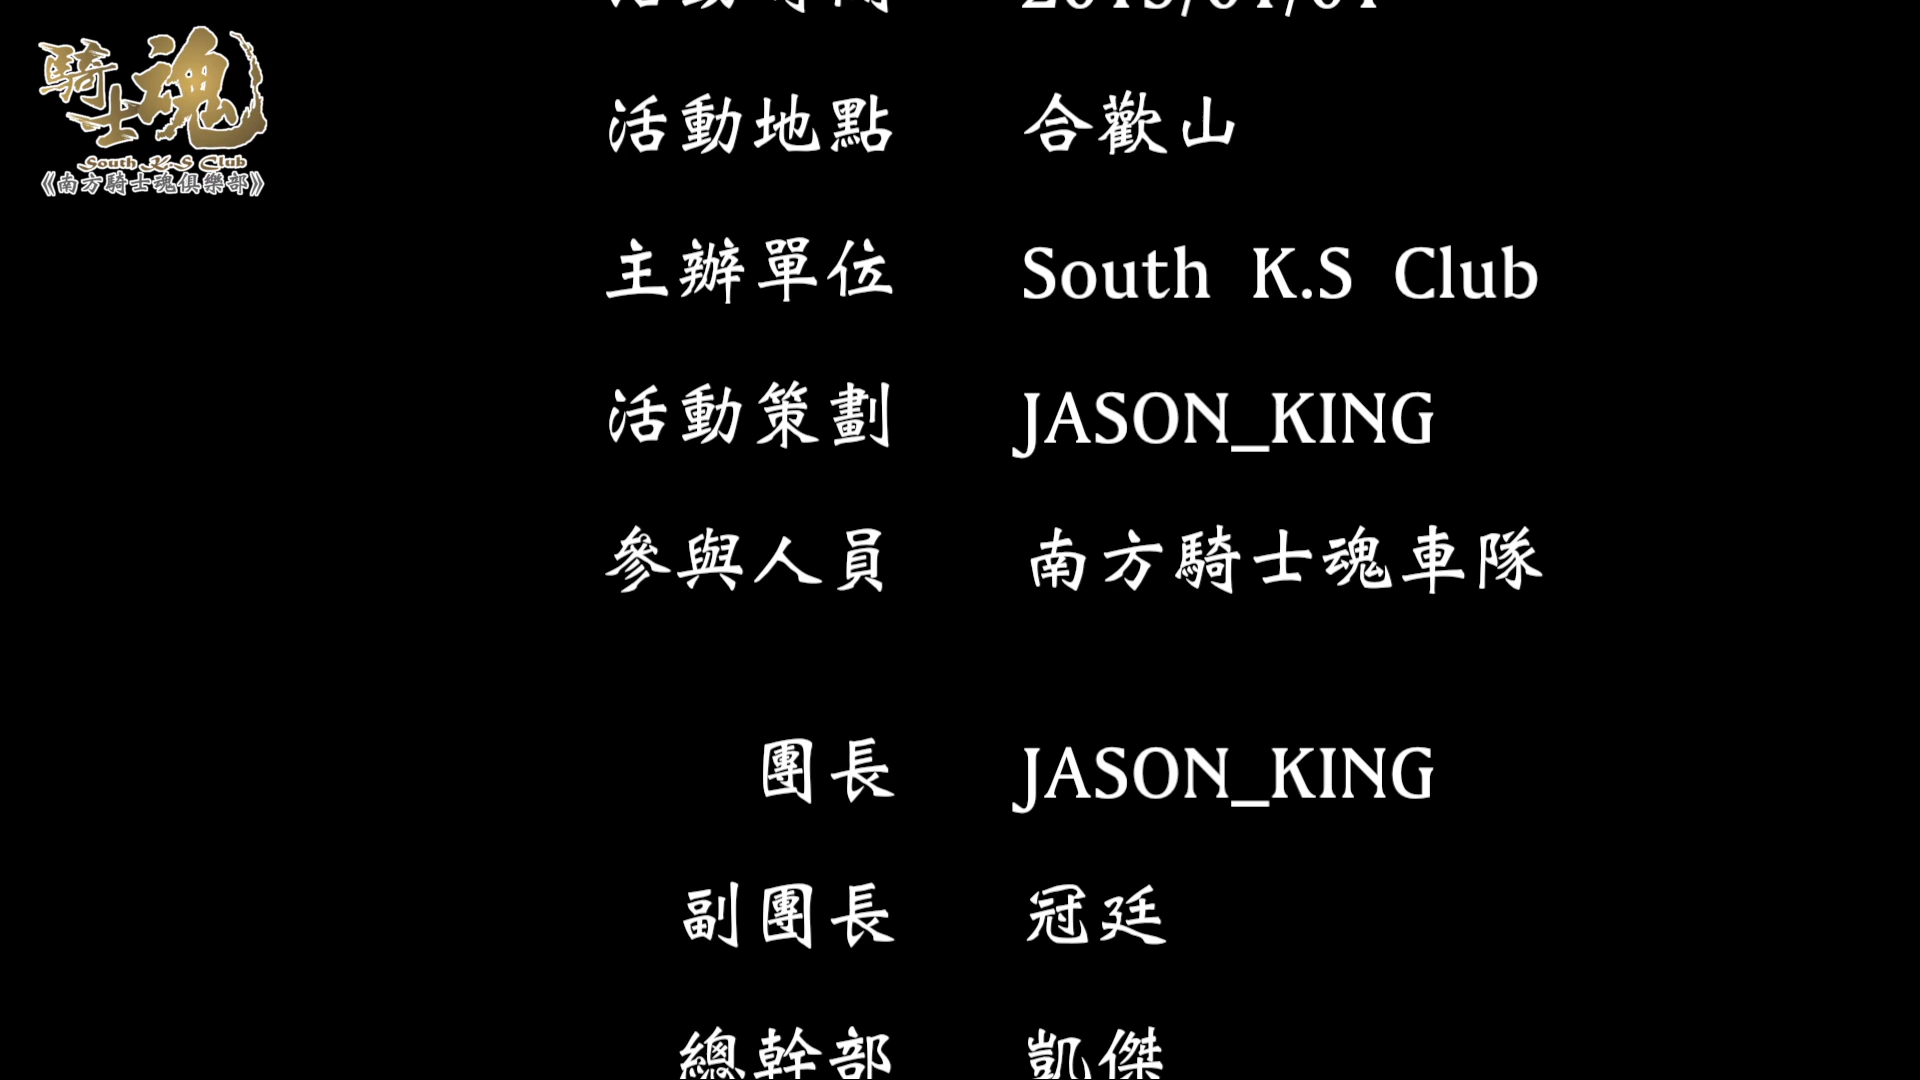 騎士魂
South K.S Club
《南方騎士魂俱樂部》
活動地點 合歡山
主辦單位 South K.S Club
活動策劃 JASON_KING
參與人員 南方騎士魂車隊
團長 JASON_KING
副團長 冠廷
總幹部 凱傑